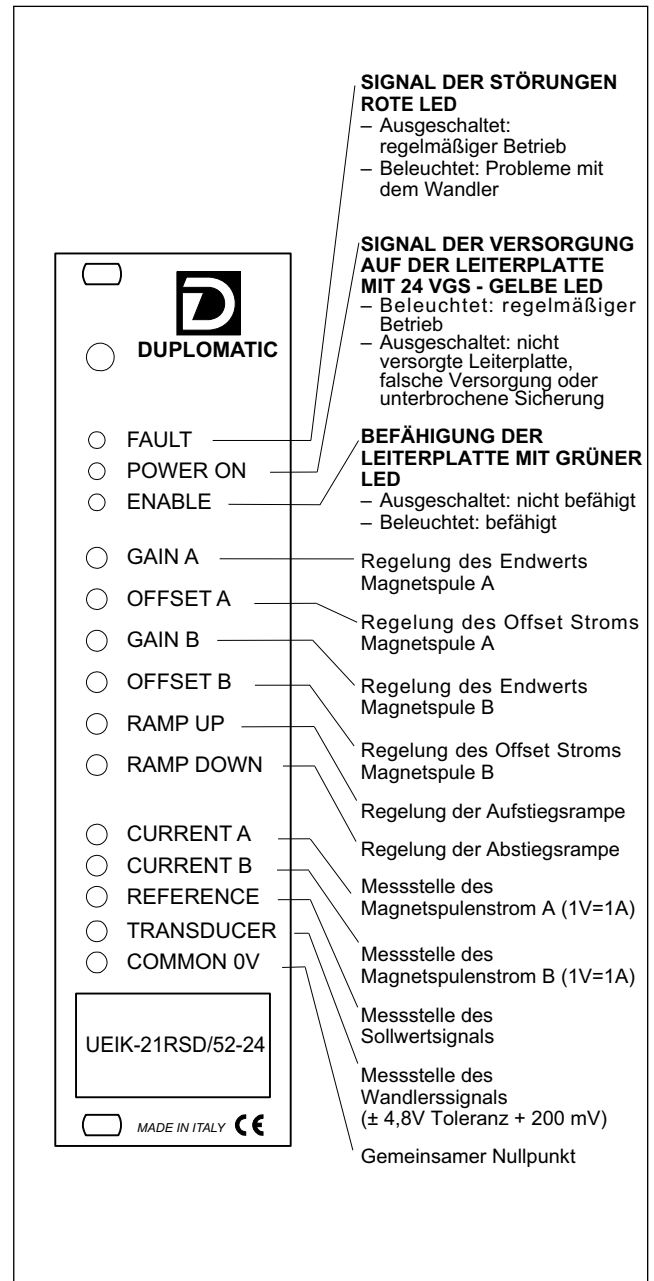 SIGNAL DER STÖRUNGEN
ROTE LED
– Ausgeschaltet:
regelmäßiger Betrieb
– Beleuchtet: Probleme mit
dem Wandler
SIGNAL DER VERSORGUNG
AUF DER LEITERPLATTE
MIT 24 VGS - GELBE LED
– Beleuchtet: regelmäßiger
Betrieb
– Ausgeschaltet: nicht
versorgte Leiterplatte,
falsche Versorgung oder
unterbrochene Sicherung
BEFÄHIGUNG DER
LEITERPLATTE MIT GRÜNER
LED
– Ausgeschaltet: nicht befähigt
– Beleuchtet: befähigt
Regelung des Endwerts
Magnetspule A
Regelung des Offset Stroms
Magnetspule A
Regelung des Endwerts
Magnetspule B
Regelung des Offset Stroms
Magnetspule B
Regelung der Aufstiegsrampe
Regelung der Abstiegsrampe
Messstelle des
Magnetspulenstrom A (1V=1A)
Messstelle des
Magnetspulenstrom B (1V=1A)
Messstelle des
Sollwertsignals
Messstelle des
Wandlerssignals
(± 4,8V Toleranz + 200 mV)
Gemeinsamer Nullpunkt
D
DUPLOMATIC
FAULT
POWER ON
ENABLE
GAIN A
OFFSET A
GAIN B
OFFSET B
RAMP UP
RAMP DOWN
CURRENT A
CURRENT B
REFERENCE
TRANSDUCER
COMMON 0V
UEIK-21RSD/52-24
MADE IN ITALY CE